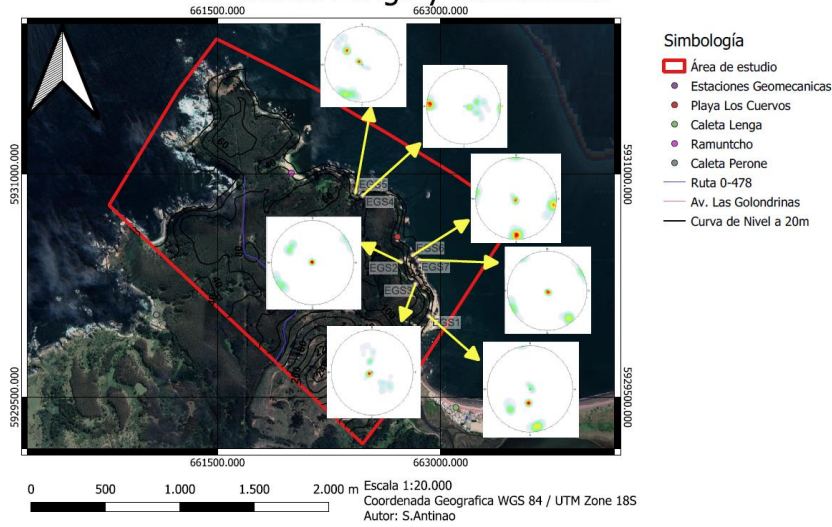 661500.000 663000.000
5931000.000 5931000.000
5929500.000 5929500.000
661500.000 663000.000
EGS5
EGS4
EGS7
EGS1
Simbología
Área de estudio
Estaciones Geomecanicas
Playa Los Cuervos
Caleta Lenga
Ramuntcho
Caleta Perone
Ruta 0-478
Av. Las Golondrinas
Curva de Nivel a 20m
0 500 1.000 1.500 2.000 m
Escala 1:20.000
Coordenada Geografica WGS 84 / UTM Zone 18S
Autor: S.Antinao